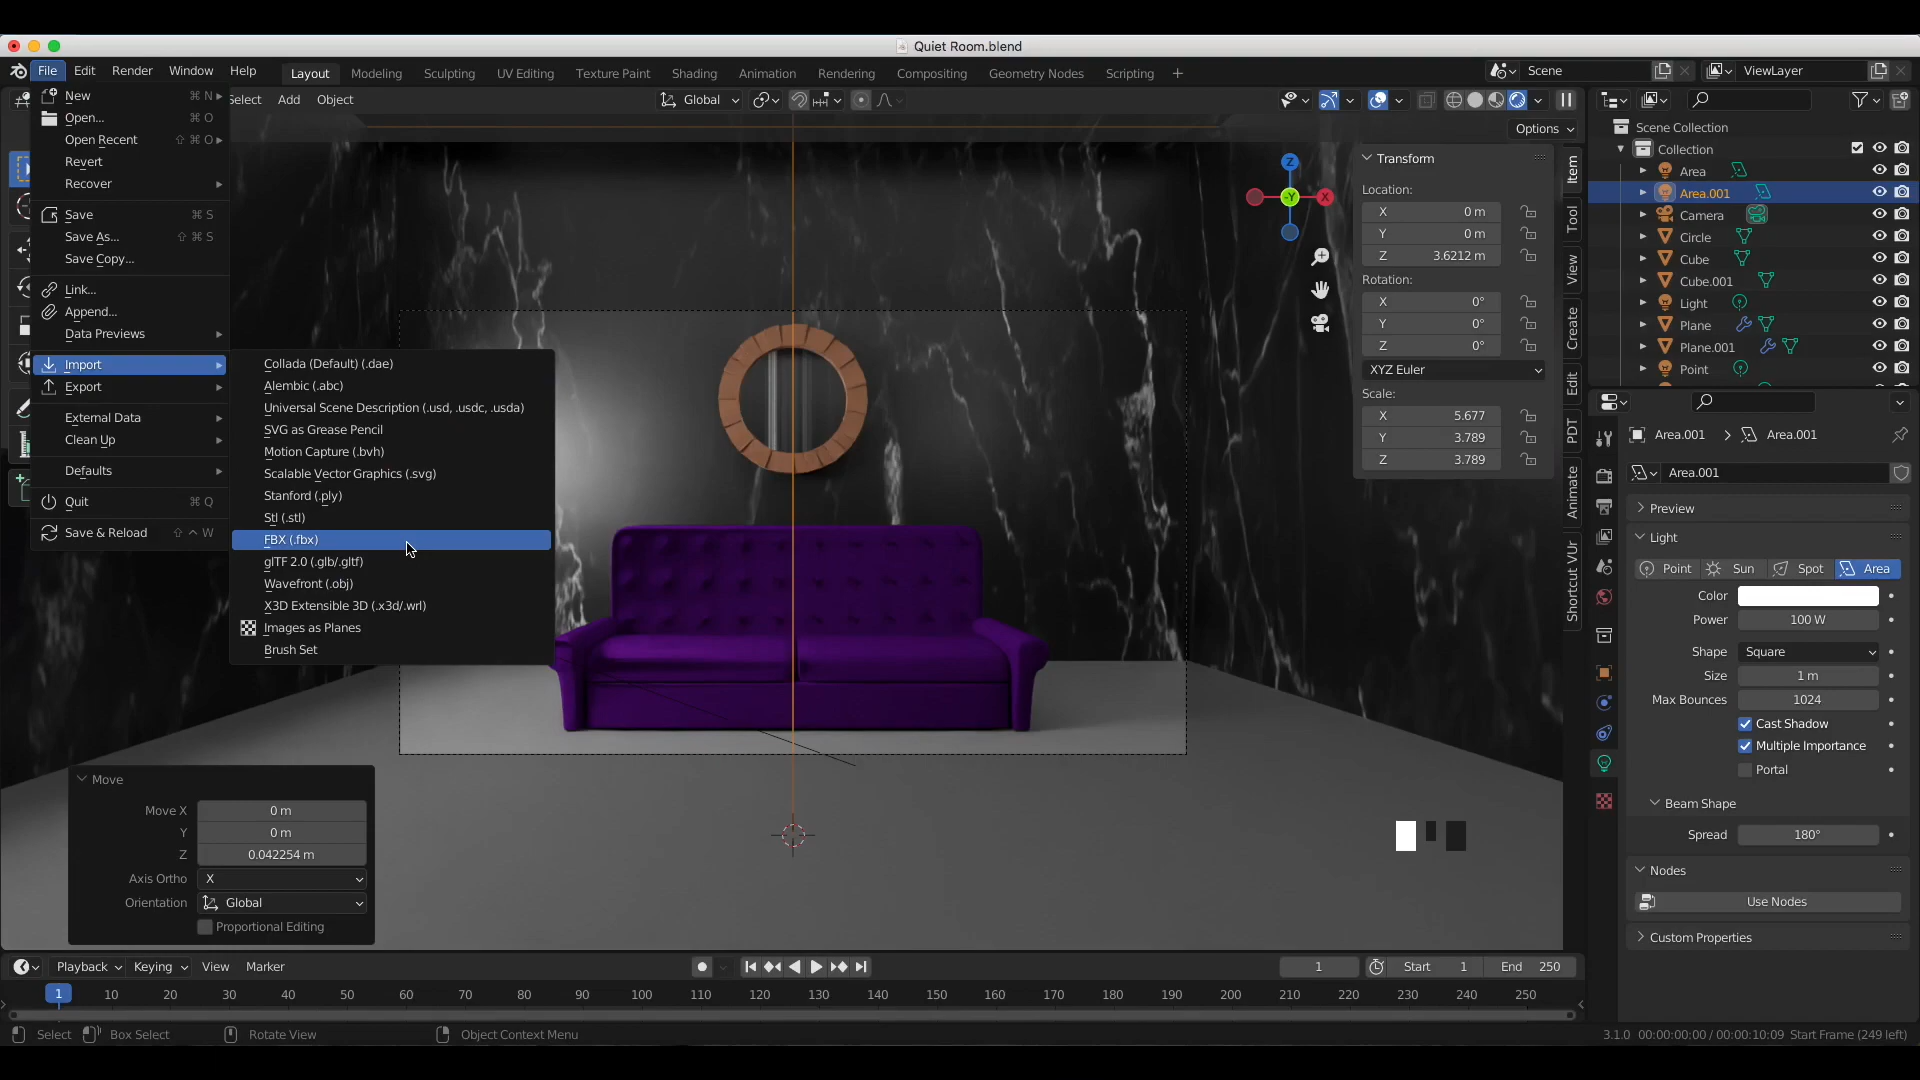 Quiet Room.blend
File Edit Render Window Help Layout Modeling Sculpting UV Editing Texture Paint Shading Animation Rendering Compositing Geometry Nodes Scripting + Scene ViewLayer
Select Add Object Global
Options
New ⌘ N
Open... ⌘ O
Open Recent ⇧ ⌘ O
Revert
Recover
Save ⌘ S
Save As... ⇧ ⌘ S
Save Copy...
Link...
Append...
Data Previews
Import
Export
External Data
Clean Up
Defaults
Quit ⌘ Q
Save & Reload ⇧ ^ W
Collada (Default) (.dae)
Alembic (.abc)
Universal Scene Description (.usd, .usdc, .usda)
SVG as Grease Pencil
Motion Capture (.bvh)
Scalable Vector Graphics (.svg)
Stanford (.ply)
Stl (.stl)
FBX (.fbx)
glTF 2.0 (.glb/.gltf)
Wavefront (.obj)
X3D Extensible 3D (.x3d/.wrl)
Images as Planes
Brush Set
Z
-Y
X
Transform
Location:
X 0 m
Y 0 m
Z 3.6212 m
Rotation:
X 0°
Y 0°
Z 0°
XYZ Euler
Scale:
X 5.677
Y 3.789
Z 3.789
Item
Tool
View
Create
Edit
PDT
Animate
Shortcut VUr
Scene Collection
Collection
Area
Area.001
Camera
Circle
Cube
Cube.001
Light
Plane
Plane.001
Point
Area.001 > Area.001
Area.001
Preview
Light
Point Sun Spot Area
Color
Power 100 W
Shape Square
Size 1 m
Max Bounces 1024
Cast Shadow
Multiple Importance
Portal
Beam Shape
Spread 180°
Nodes
Use Nodes
Custom Properties
Move
Move X 0 m
Y 0 m
Z 0.042254 m
Axis Ortho X
Orientation Global
Proportional Editing
Playback Keying View Marker 1 Start 1 End 250
1 10 20 30 40 50 60 70 80 90 100 110 120 130 140 150 160 170 180 190 200 210 220 230 240 250
Select Box Select Rotate View Object Context Menu 3.1.0 00:00:00:00 / 00:00:10:09 Start Frame (249 left)